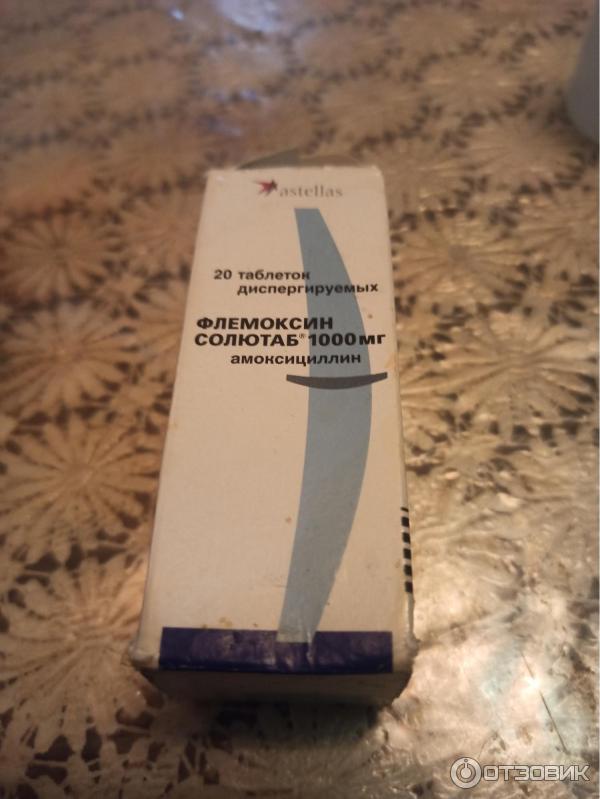 astellas
20 таблеток
диспергируемых
ФЛЕМОКСИН
СОЛЮТАБ® 1000 мг
амоксициллин
ОТЗОВИК